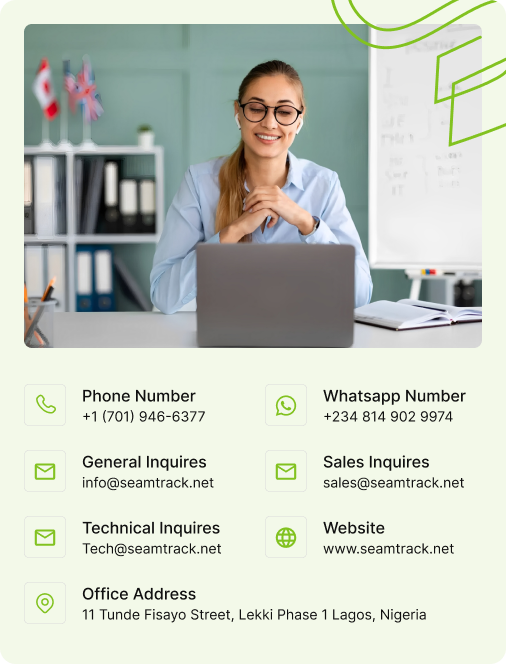 Phone Number
+1 (701) 946-6377
Whatsapp Number
+234 814 902 9974
General Inquires
info@seamtrack.net
Sales Inquires
sales@seamtrack.net
Technical Inquires
Tech@seamtrack.net
Website
www.seamtrack.net
Office Address
11 Tunde Fisayo Street, Lekki Phase 1 Lagos, Nigeria